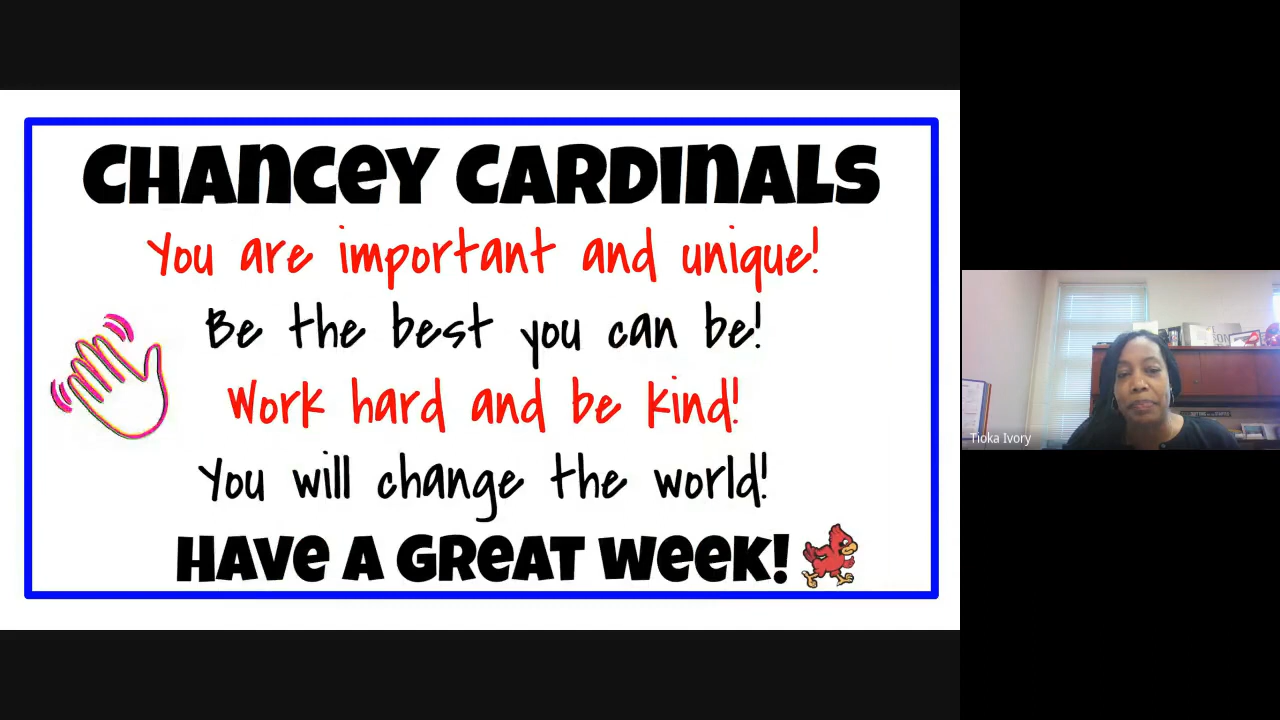 CHANCEY CARDINALS
You are important and unique!
Be the best you can be!
Work hard and be kind!
You will change the world!
HAVE A GREAT WEEK!
Tioka Ivory